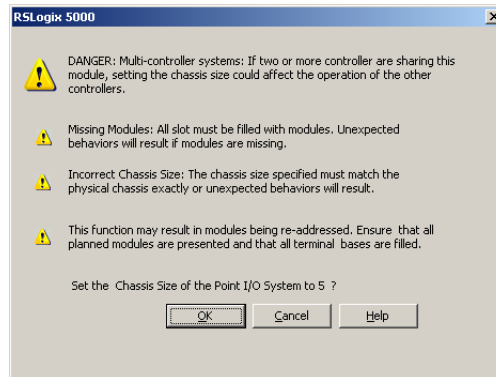 RSLogix 5000
DANGER: Multi-controller systems: If two or more controller are sharing this
module, setting the chassis size could affect the operation of the other
controllers.
Missing Modules: All slot must be filled with modules. Unexpected
behaviors will result if modules are missing.
Incorrect Chassis Size: The chassis size specified must match the
physical chassis exactly or unexpected behaviors will result.
This function may result in modules being re-addressed. Ensure that all
planned modules are presented and that all terminal bases are filled.
Set the Chassis Size of the Point I/O System to 5 ?
OK Cancel Help